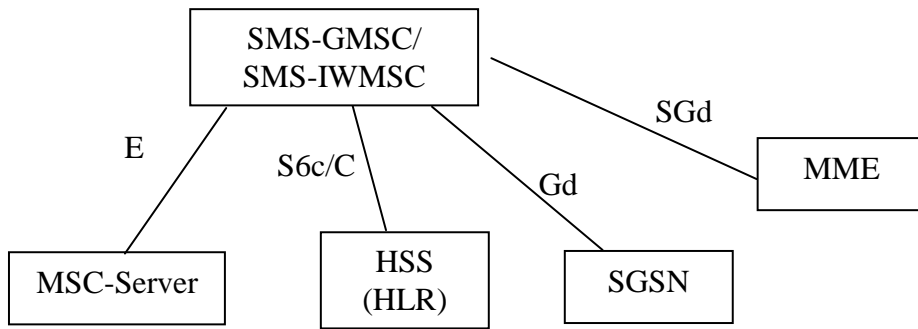 SMS-GMSC/
SMS-IWMSC
E
S6c/C
Gd
SGd
MME
MSC-Server
HSS
(HLR)
SGSN